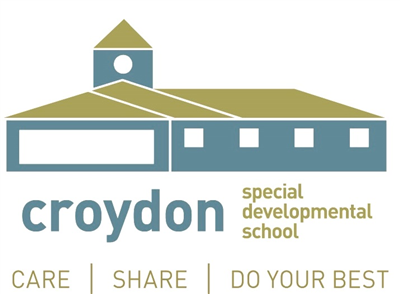 croydon
special
developmental
school
CARE | SHARE | DO YOUR BEST